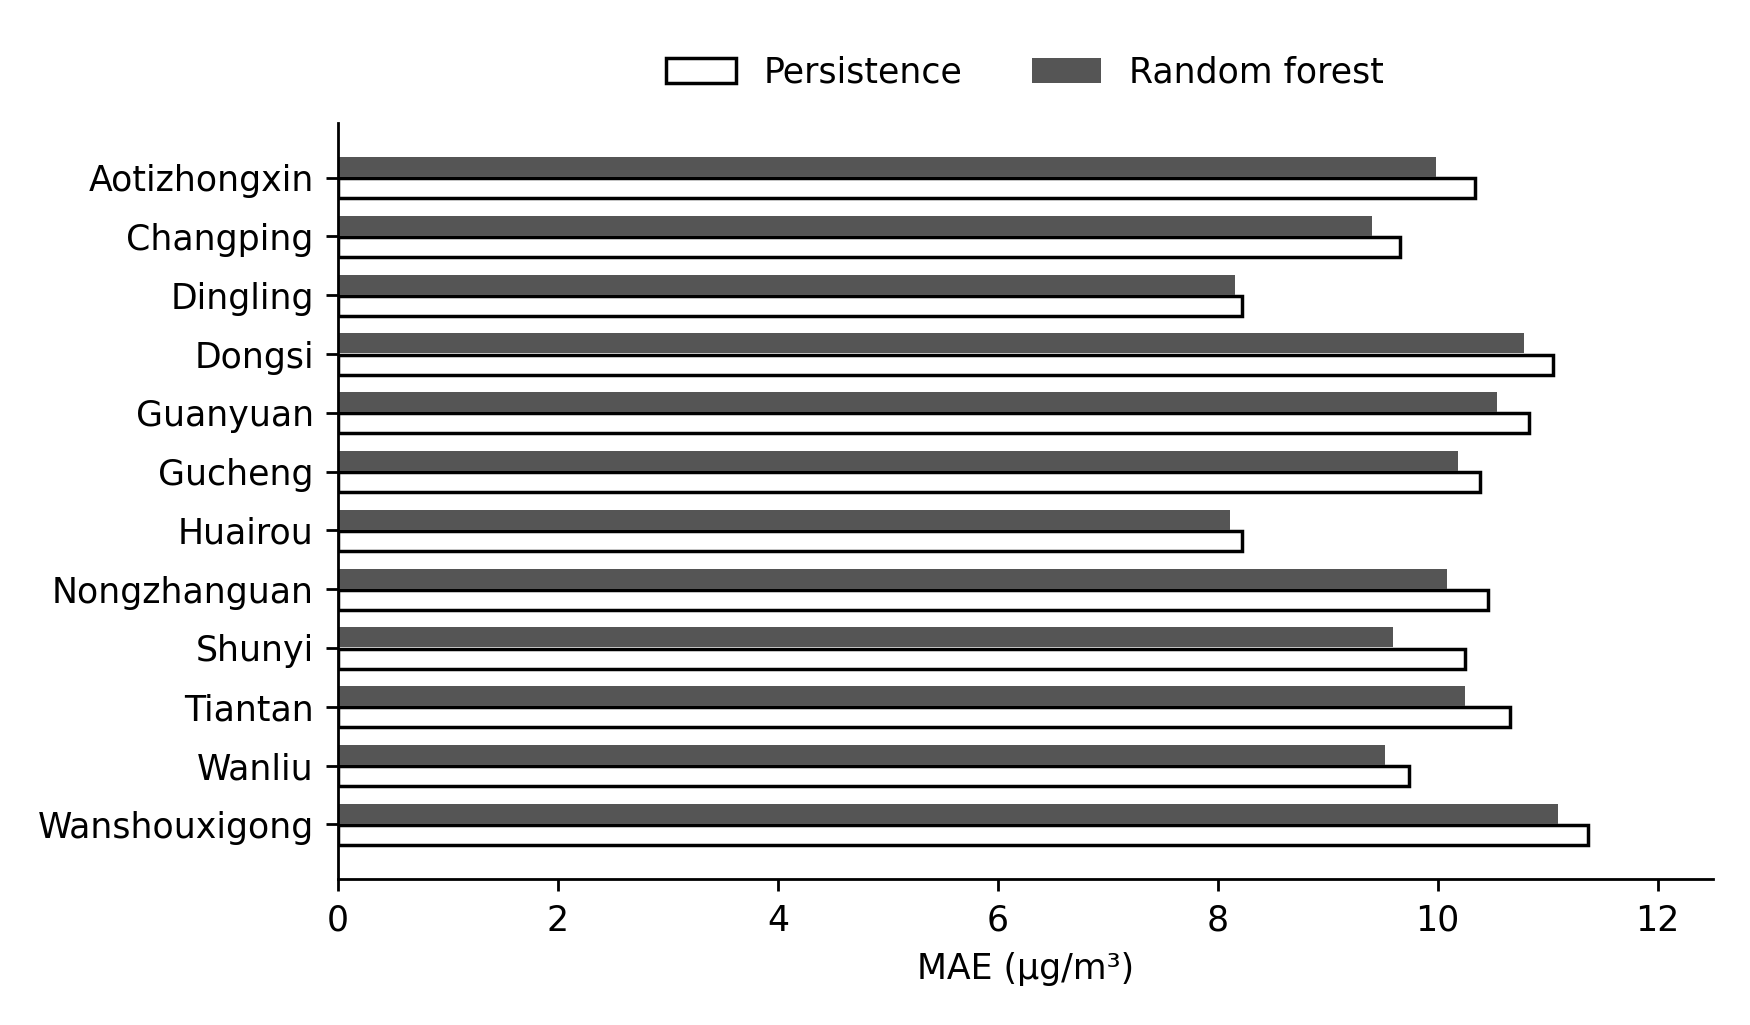 Persistence Random forest
Aotizhongxin
Changping
Dingling
Dongsi
Guanyuan
Gucheng
Huairou
Nongzhanguan
Shunyi
Tiantan
Wanliu
Wanshouxigong
0 2 4 6 8 10 12
MAE (µg/m³)